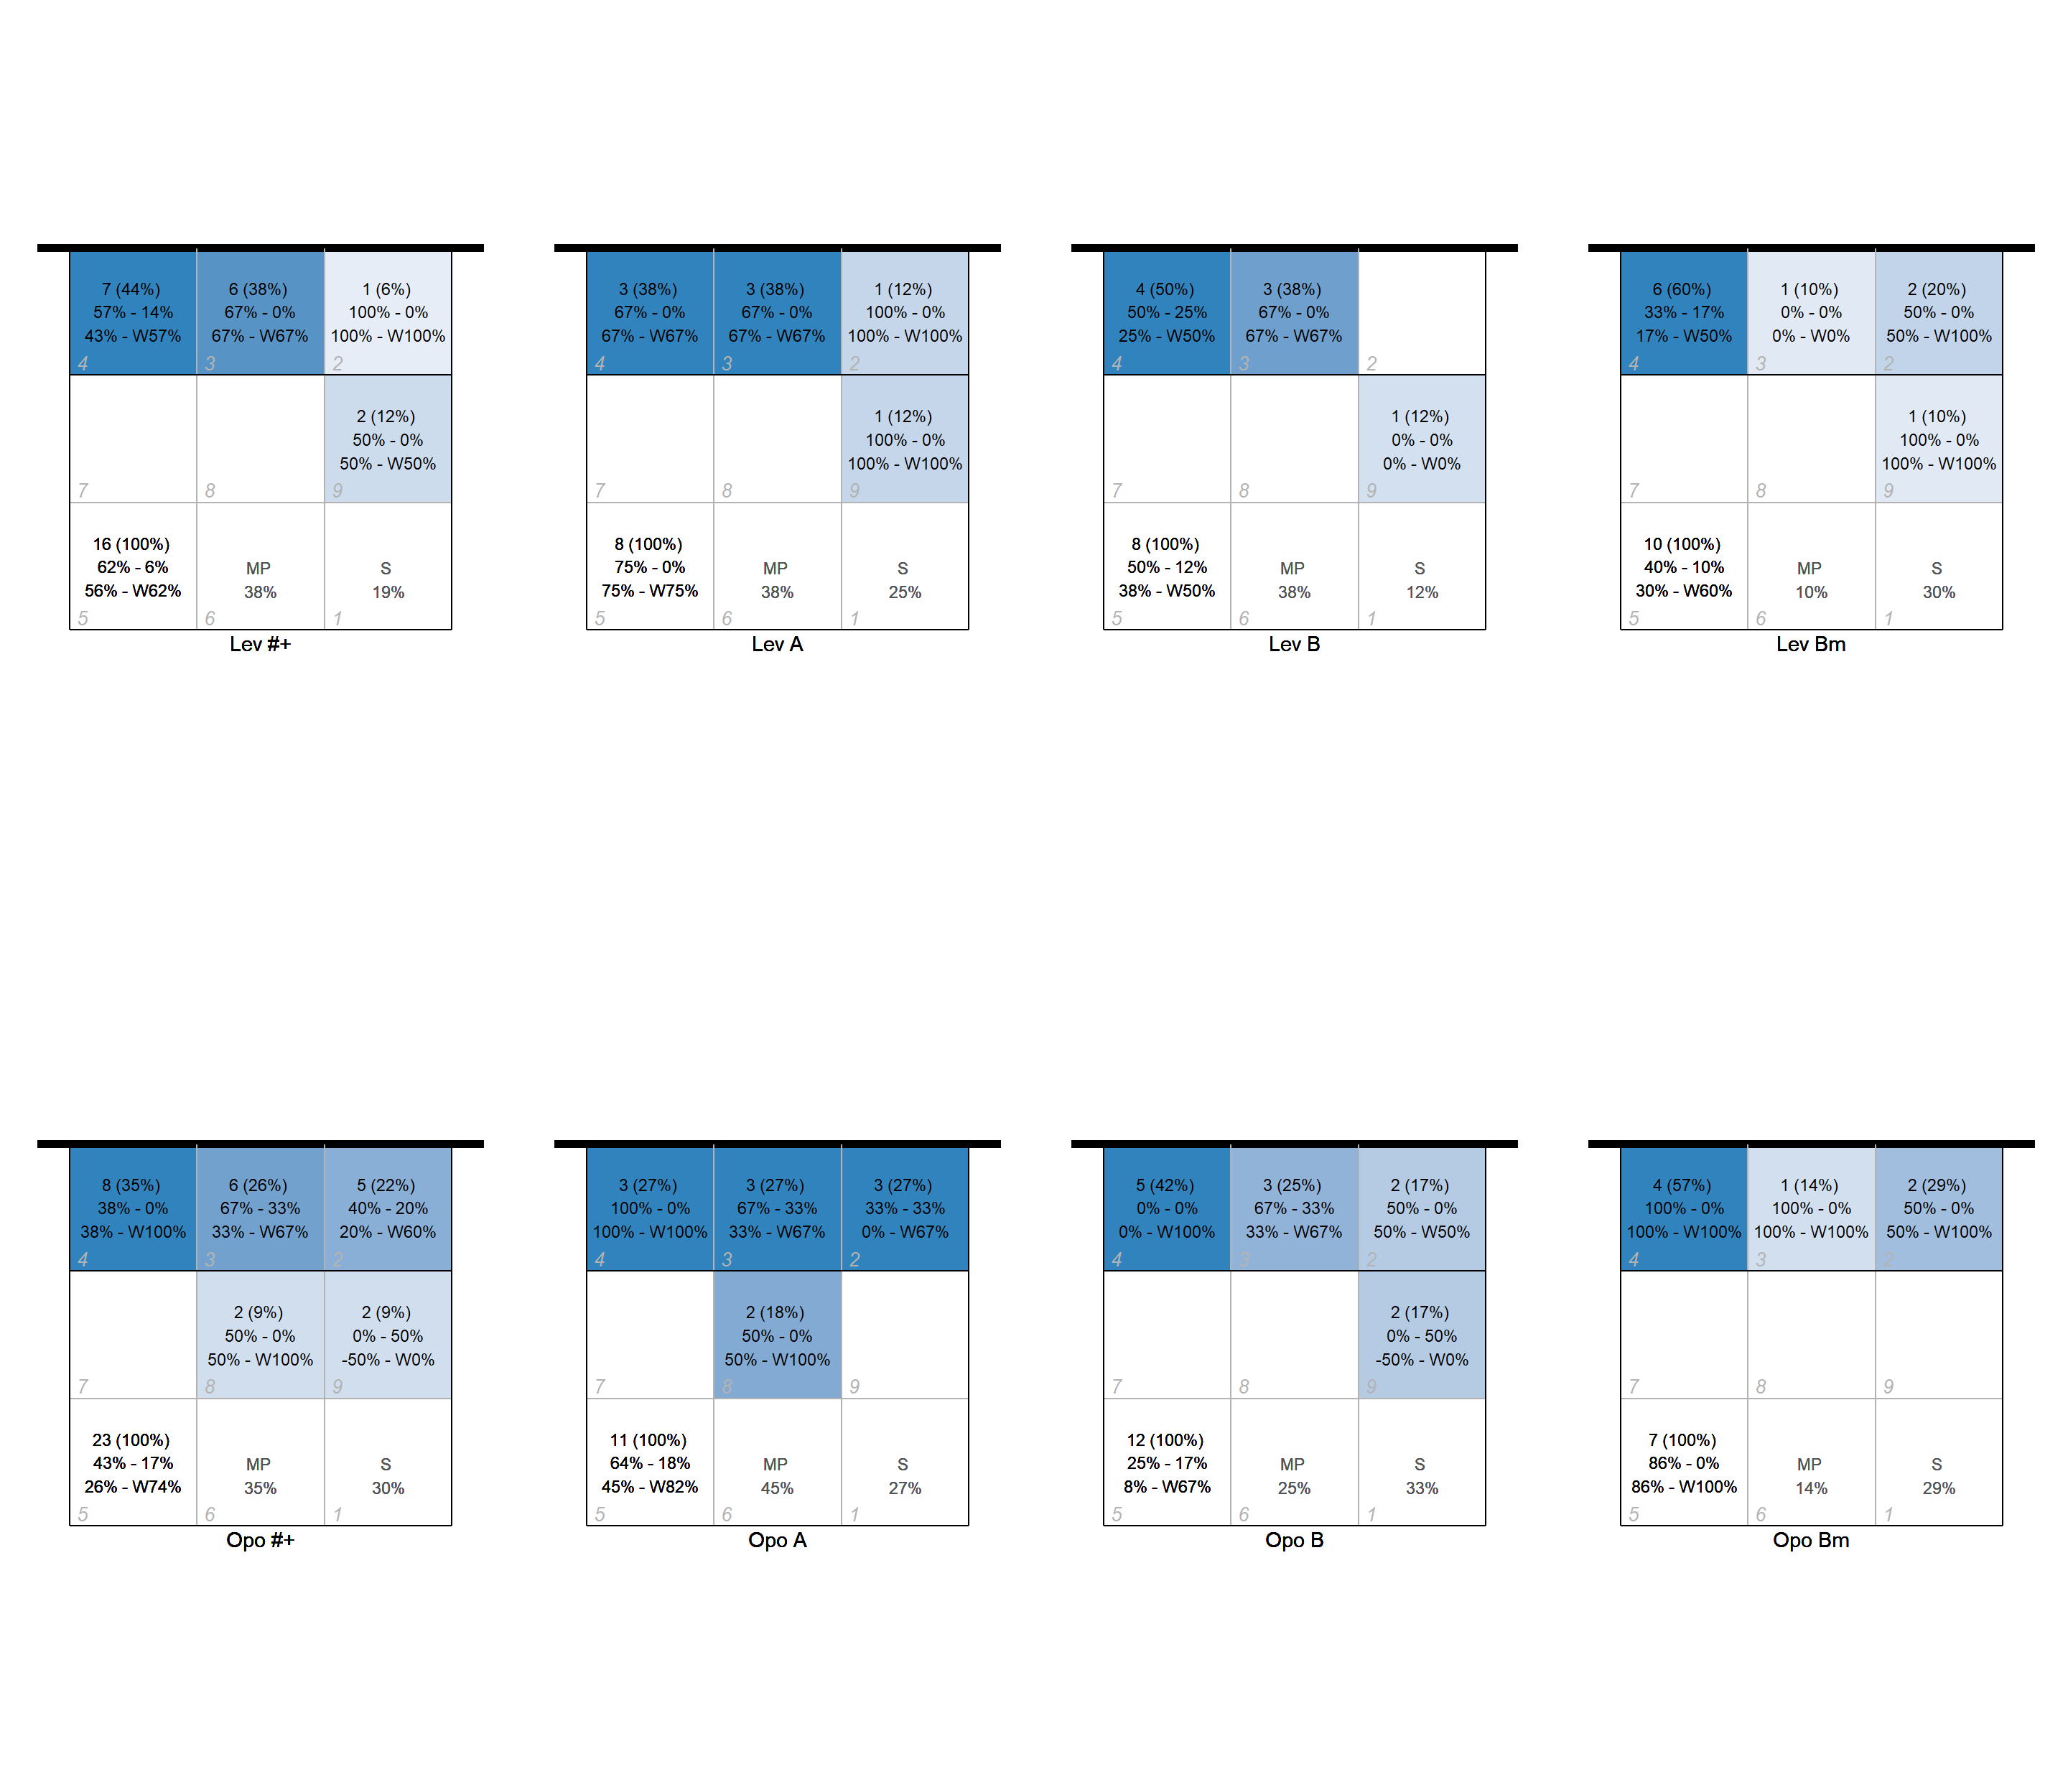 7 (44%)
57% - 14%
43% - W57%
4
6 (38%)
67% - 0%
67% - W67%
3
1 (6%)
100% - 0%
100% - W100%
2
7
8
2 (12%)
50% - 0%
50% - W50%
9
16 (100%)
62% - 6%
56% - W62%
5
MP
38%
6
S
19%
1
Lev #+
3 (38%)
67% - 0%
67% - W67%
4
3 (38%)
67% - 0%
67% - W67%
3
1 (12%)
100% - 0%
100% - W100%
2
7
8
1 (12%)
100% - 0%
100% - W100%
9
8 (100%)
75% - 0%
75% - W75%
5
MP
38%
6
S
25%
1
Lev A
4 (50%)
50% - 25%
25% - W50%
4
3 (38%)
67% - 0%
67% - W67%
3
2
7
8
1 (12%)
0% - 0%
0% - W0%
9
8 (100%)
50% - 12%
38% - W50%
5
MP
38%
6
S
12%
1
Lev B
6 (60%)
33% - 17%
17% - W50%
4
1 (10%)
0% - 0%
0% - W0%
3
2 (20%)
50% - 0%
50% - W100%
2
7
8
1 (10%)
100% - 0%
100% - W100%
9
10 (100%)
40% - 10%
30% - W60%
5
MP
10%
6
S
30%
1
Lev Bm
8 (35%)
38% - 0%
38% - W100%
4
6 (26%)
67% - 33%
33% - W67%
3
5 (22%)
40% - 20%
20% - W60%
2
7
2 (9%)
50% - 0%
50% - W100%
8
2 (9%)
0% - 50%
-50% - W0%
9
23 (100%)
43% - 17%
26% - W74%
5
MP
35%
6
S
30%
1
Opo #+
3 (27%)
100% - 0%
100% - W100%
4
3 (27%)
67% - 33%
33% - W67%
3
3 (27%)
33% - 33%
0% - W67%
2
7
2 (18%)
50% - 0%
50% - W100%
8
9
11 (100%)
64% - 18%
45% - W82%
5
MP
45%
6
S
27%
1
Opo A
5 (42%)
0% - 0%
0% - W100%
4
3 (25%)
67% - 33%
33% - W67%
3
2 (17%)
50% - 0%
50% - W50%
2
7
8
2 (17%)
0% - 50%
-50% - W0%
9
12 (100%)
25% - 17%
8% - W67%
5
MP
25%
6
S
33%
1
Opo B
4 (57%)
100% - 0%
100% - W100%
4
1 (14%)
100% - 0%
100% - W100%
3
2 (29%)
50% - 0%
50% - W100%
2
7
8
9
7 (100%)
86% - 0%
86% - W100%
5
MP
14%
6
S
29%
1
Opo Bm